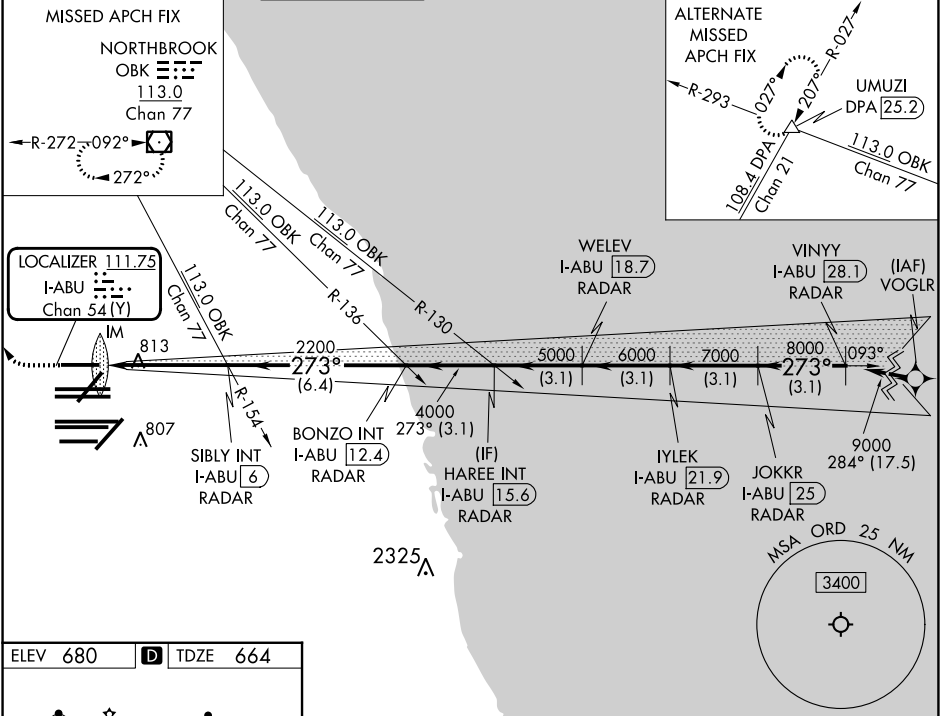 MISSED APCH FIX
NORTHBROOK
OBK
113.0
Chan 77
R-272
092°
272°
ALTERNATE
MISSED
APCH FIX
R-027
R-293
027°
207°
UMUZI
DPA 25.2
108.4 DPA
Chan 21
113.0 OBK
Chan 77
113.0 OBK
Chan 77
113.0 OBK
Chan 77
113.0 OBK
Chan 77
R-136
R-130
R-154
LOCALIZER 111.75
I-ABU
Chan 54 (Y)
IM
813
807
WELEV
I-ABU 18.7
RADAR
VINYY
I-ABU 28.1
RADAR
(IAF)
VOGLR
2200
273°
(6.4)
4000
273° (3.1)
5000
(3.1)
6000
(3.1)
7000
(3.1)
8000
273°
(3.1)
093°
9000
284° (17.5)
SIBLY INT
I-ABU 6
RADAR
BONZO INT
I-ABU 12.4
RADAR
(IF)
HAREE INT
I-ABU 15.6
RADAR
IYLEK
I-ABU 21.9
RADAR
JOKKR
I-ABU 25
RADAR
2325
MSA ORD 25 NM
3400
ELEV 680 D TDZE 664